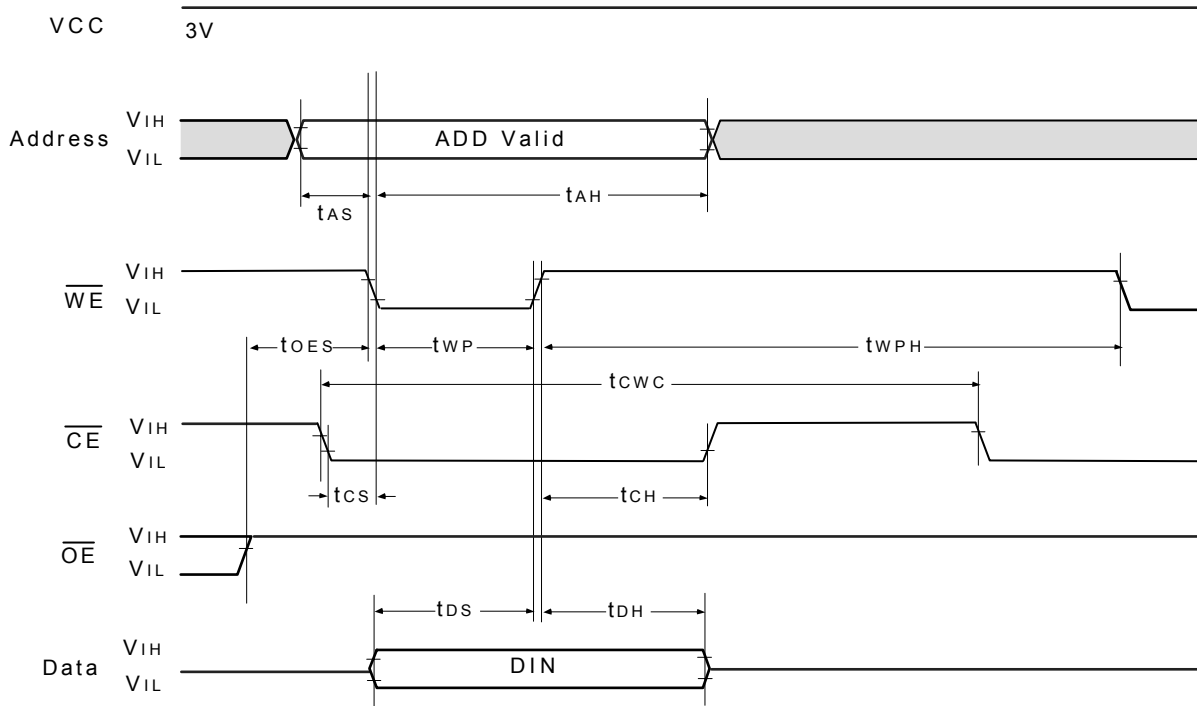 VCC
3V
Address
VIH
VIL
ADD Valid
tAS
tAH
WE
VIH
VIL
tOES
tWP
tWPH
tCWC
CE
VIH
VIL
tCS
tCH
OE
VIH
VIL
tDS
tDH
Data
VIH
VIL
DIN